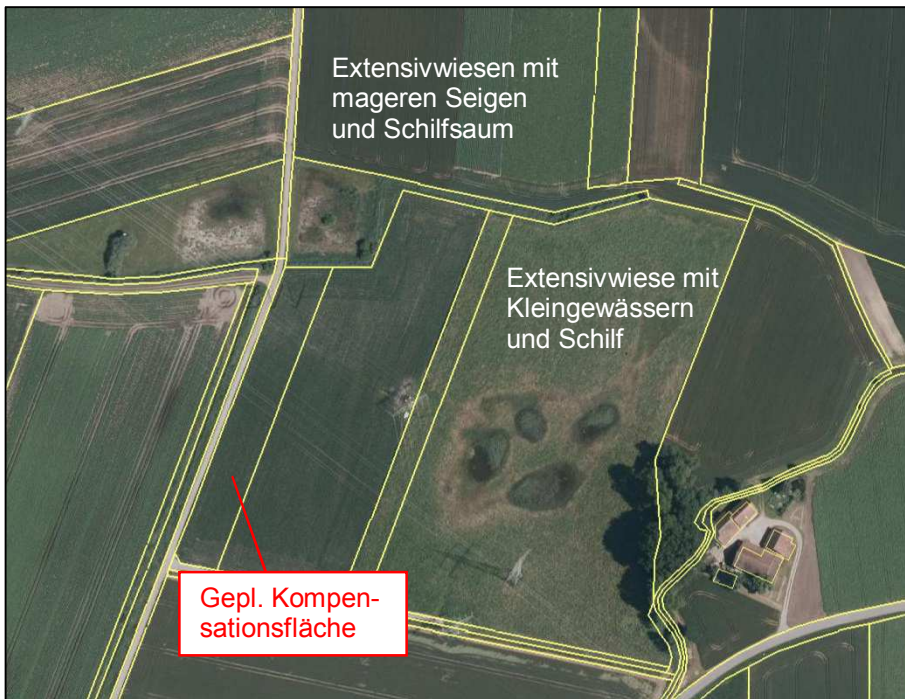 Extensivwiesen mit
mageren Seigen
und Schilfsaum
Extensivwiese mit
Kleingewässern
und Schilf
Gepl. Kompen-
sationsfläche